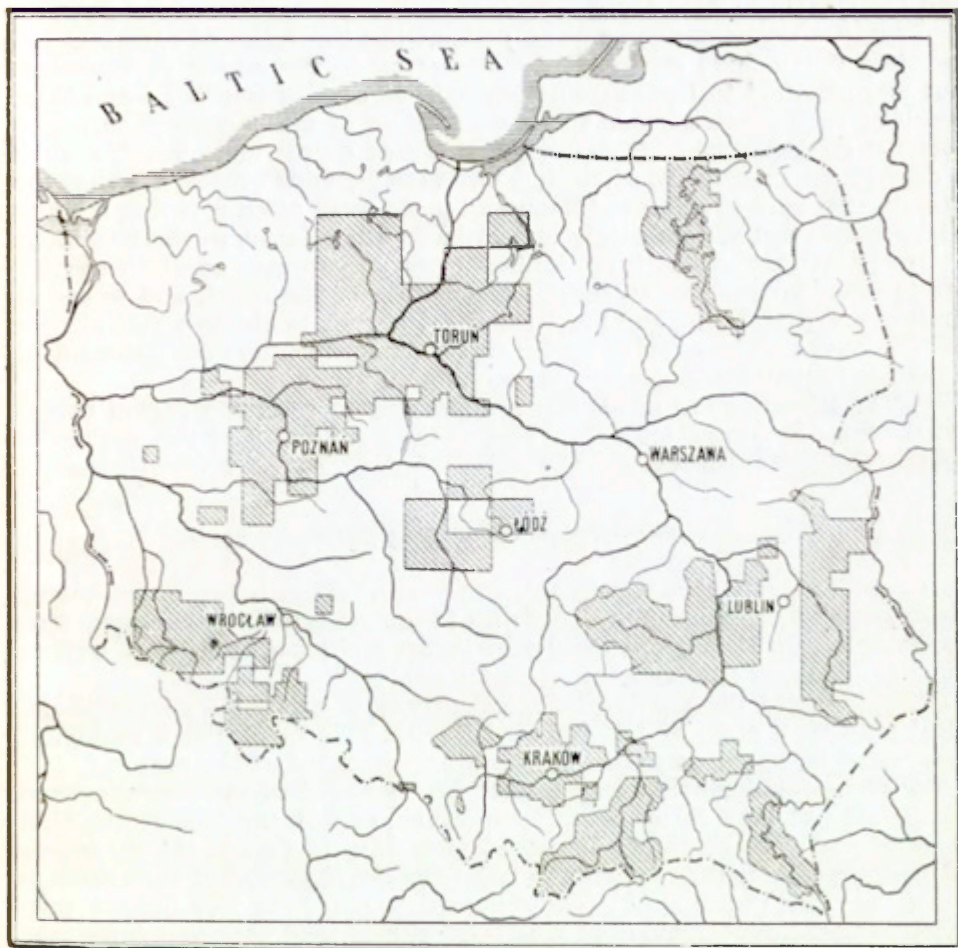 BALTIC SEA
TORUŃ
POZNAŃ
WARSZAWA
ŁÓDŹ
LUBLIN
WROCŁAW
KRAKÓW